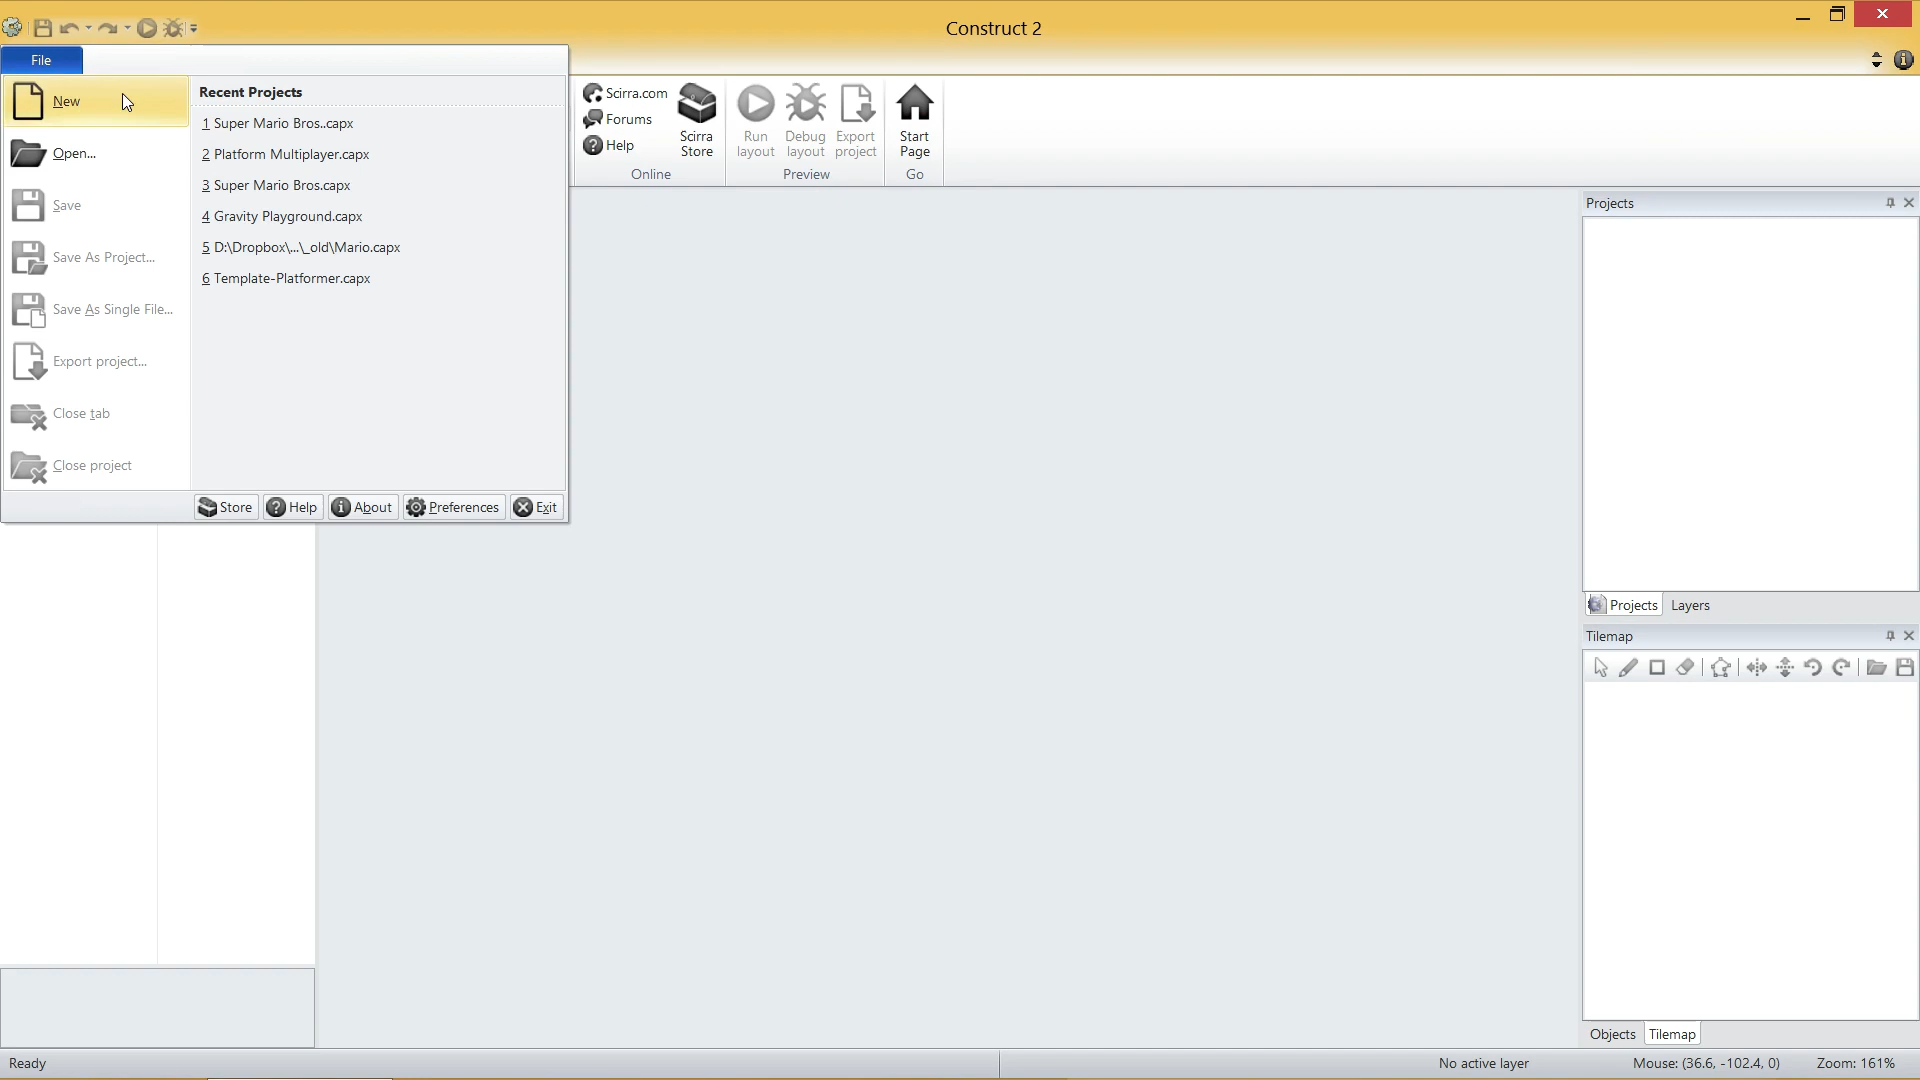 Construct 2
File
New
Open...
Save
Save As Project...
Save As Single File...
Export project...
Close tab
Close project
Recent Projects
1 Super Mario Bros..capx
2 Platform Multiplayer.capx
3 Super Mario Bros.capx
4 Gravity Playground.capx
5 D:\Dropbox\...\_old\Mario.capx
6 Template-Platformer.capx
Store
Help
About
Preferences
Exit
Scirra.com
Forums
Help
Scirra
Store
Online
Run
layout
Debug
layout
Export
project
Preview
Start
Page
Go
Projects
Projects
Layers
Tilemap
Objects
Tilemap
Ready
No active layer
Mouse: (36.6, -102.4, 0)
Zoom: 161%